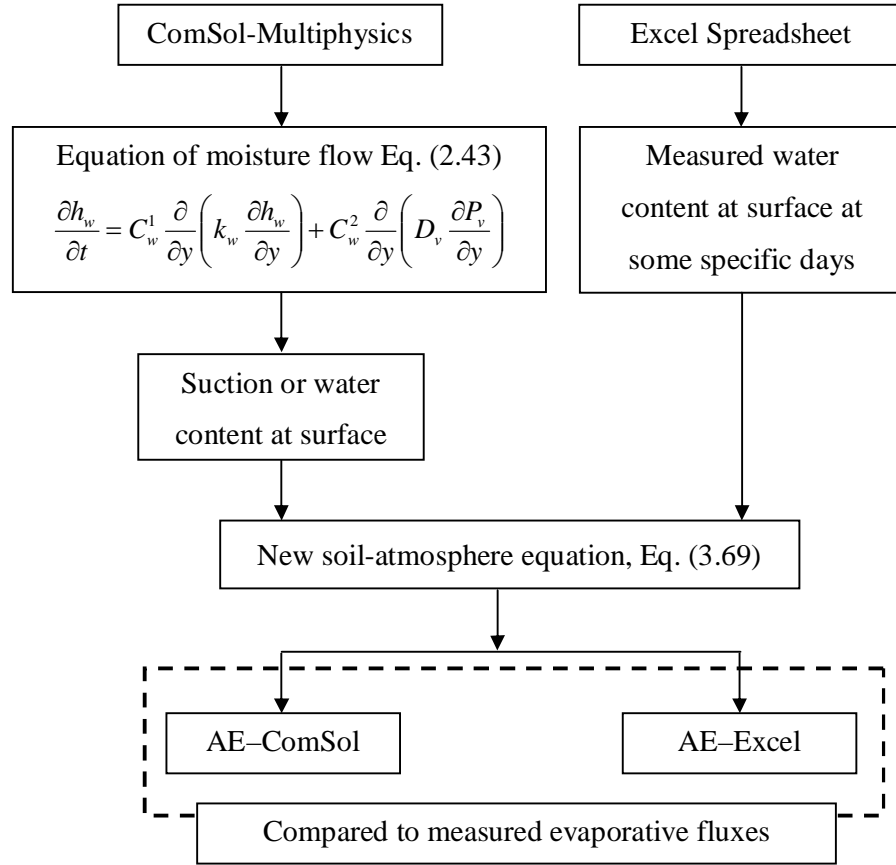 ComSol-Multiphysics
Excel Spreadsheet
Equation of moisture flow Eq. (2.43)
∂h_w/∂t = C_w^1 ∂/∂y (k_w ∂h_w/∂y) + C_w^2 ∂/∂y (D_v ∂P_v/∂y)
Measured water
content at surface at
some specific days
Suction or water
content at surface
New soil-atmosphere equation, Eq. (3.69)
AE–ComSol
AE–Excel
Compared to measured evaporative fluxes